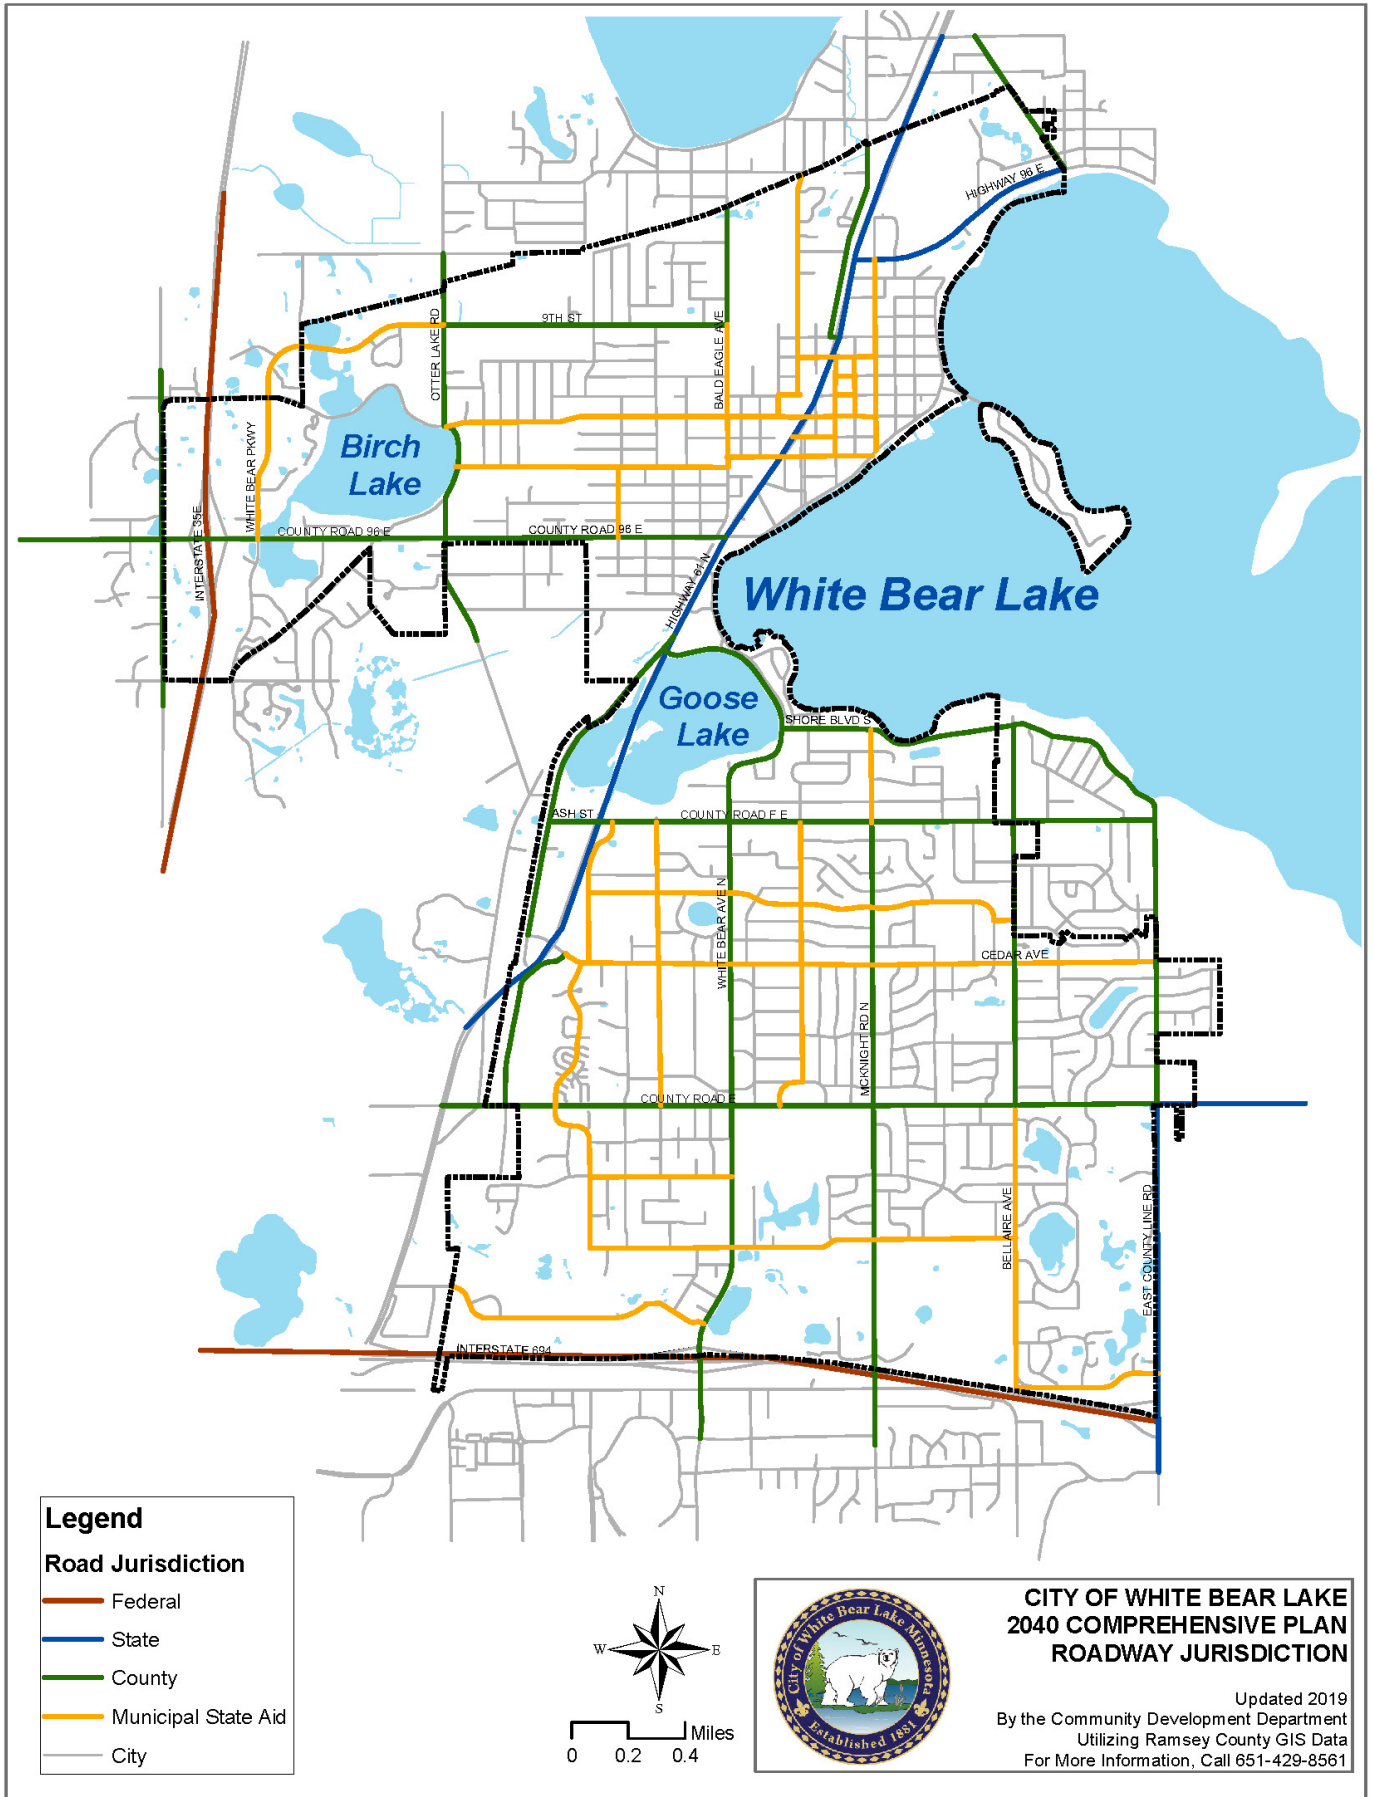 HIGHWAY 96 E
9TH ST
OTTER LAKE RD
BALD EAGLE AVE
Birch
Lake
WHITE BEAR PKWY
INTERSTATE 35E
COUNTY ROAD 96 E
COUNTY ROAD 96 E
HIGHWAY 61 N
White Bear Lake
Goose
Lake
SHORE BLVD S
ASH ST
COUNTY ROAD F E
WHITE BEAR AVE N
CEDAR AVE
MCKNIGHT RD N
COUNTY ROAD E
BELLAIRE AVE
EAST COUNTY LINE RD
INTERSTATE 694
Legend
Road Jurisdiction
Federal
State
County
Municipal State Aid
City
N
W
E
S
Miles
0 0.2 0.4
City of White Bear Lake Minnesota
Established 1881
CITY OF WHITE BEAR LAKE
2040 COMPREHENSIVE PLAN
ROADWAY JURISDICTION
Updated 2019
By the Community Development Department
Utilizing Ramsey County GIS Data
For More Information, Call 651-429-8561